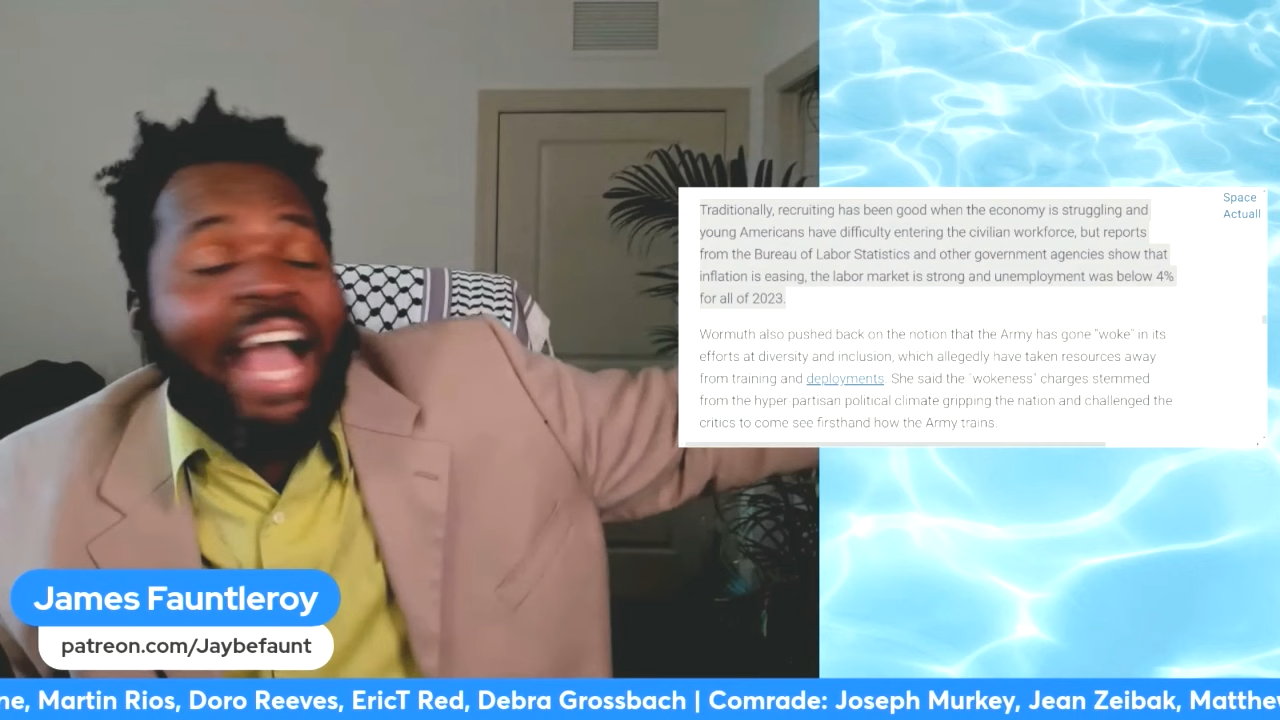 Space
Actuall
Traditionally, recruiting has been good when the economy is struggling and
young Americans have difficulty entering the civilian workforce, but reports
from the Bureau of Labor Statistics and other government agencies show that
inflation is easing, the labor market is strong and unemployment was below 4%
for all of 2023.
Wormuth also pushed back on the notion that the Army has gone "woke" in its
efforts at diversity and inclusion, which allegedly have taken resources away
from training and deployments. She said the "wokeness" charges stemmed
from the hyper partisan political climate gripping the nation and challenged the
critics to come see firsthand how the Army trains.
James Fauntleroy
patreon.com/Jaybefaunt
ne, Martin Rios, Doro Reeves, EricT Red, Debra Grossbach | Comrade: Joseph Murkey, Jean Zeibak, Matthe